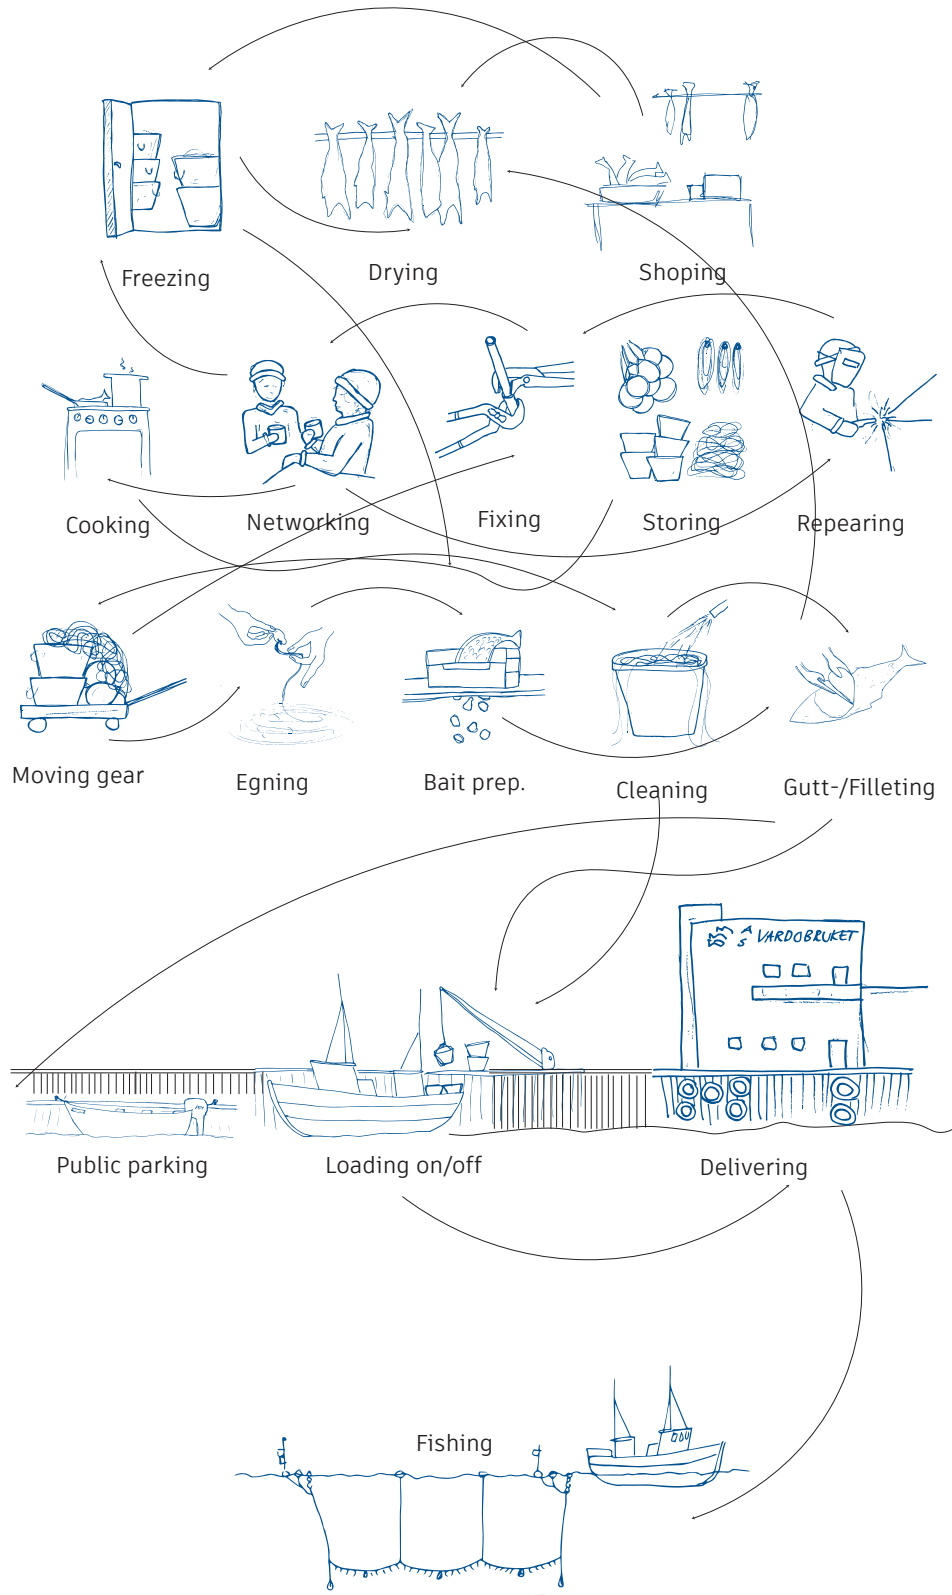 Freezing
Drying
Shoping
Cooking
Networking
Fixing
Storing
Repearing
Moving gear
Egning
Bait prep.
Cleaning
Gutt-/Filleting
A
S VARDOBRUKET
Public parking
Loading on/off
Delivering
Fishing